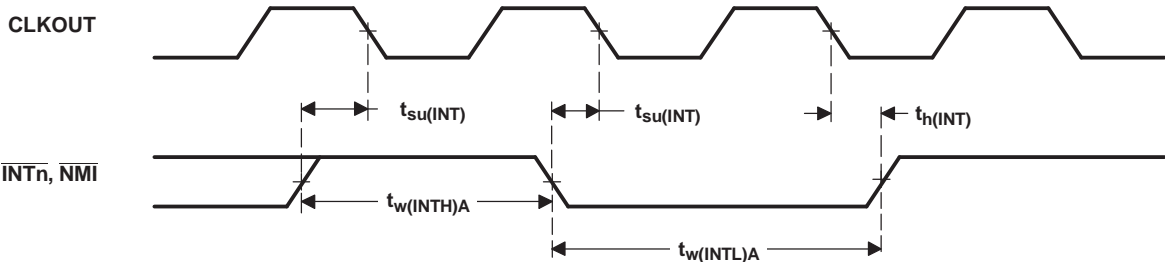 CLKOUT
tsu(INT)
tsu(INT)
th(INT)
INTn, NMI
tw(INTH)A
tw(INTL)A